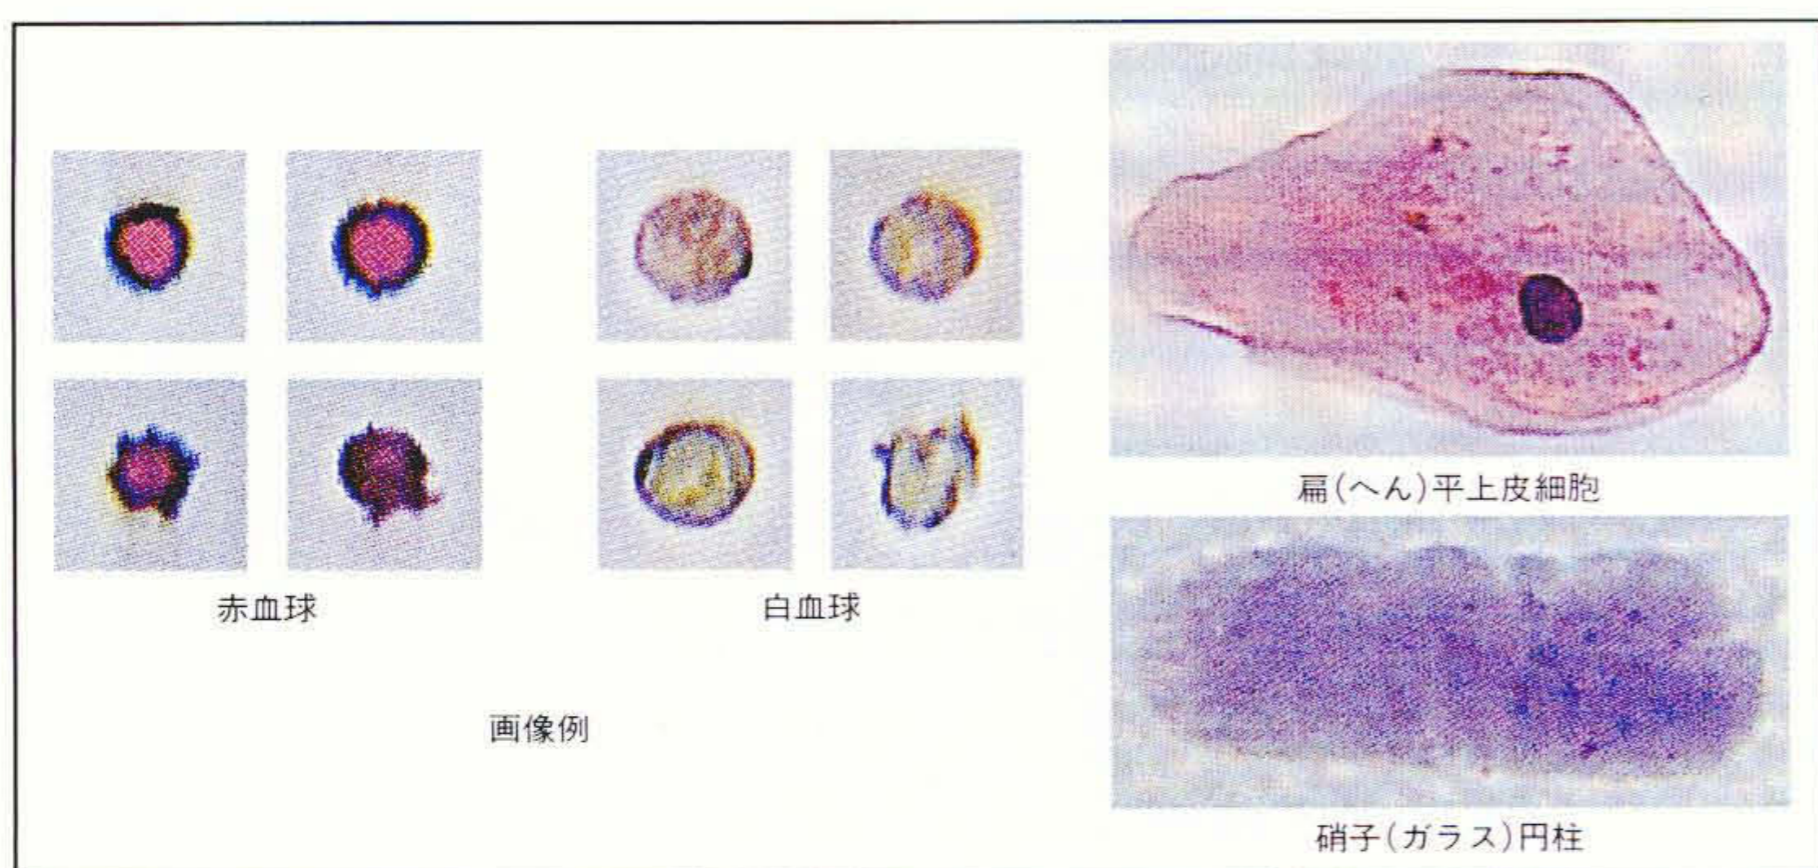 赤血球
白血球
画像例
扁(へん)平上皮細胞
硝子(ガラス)円柱